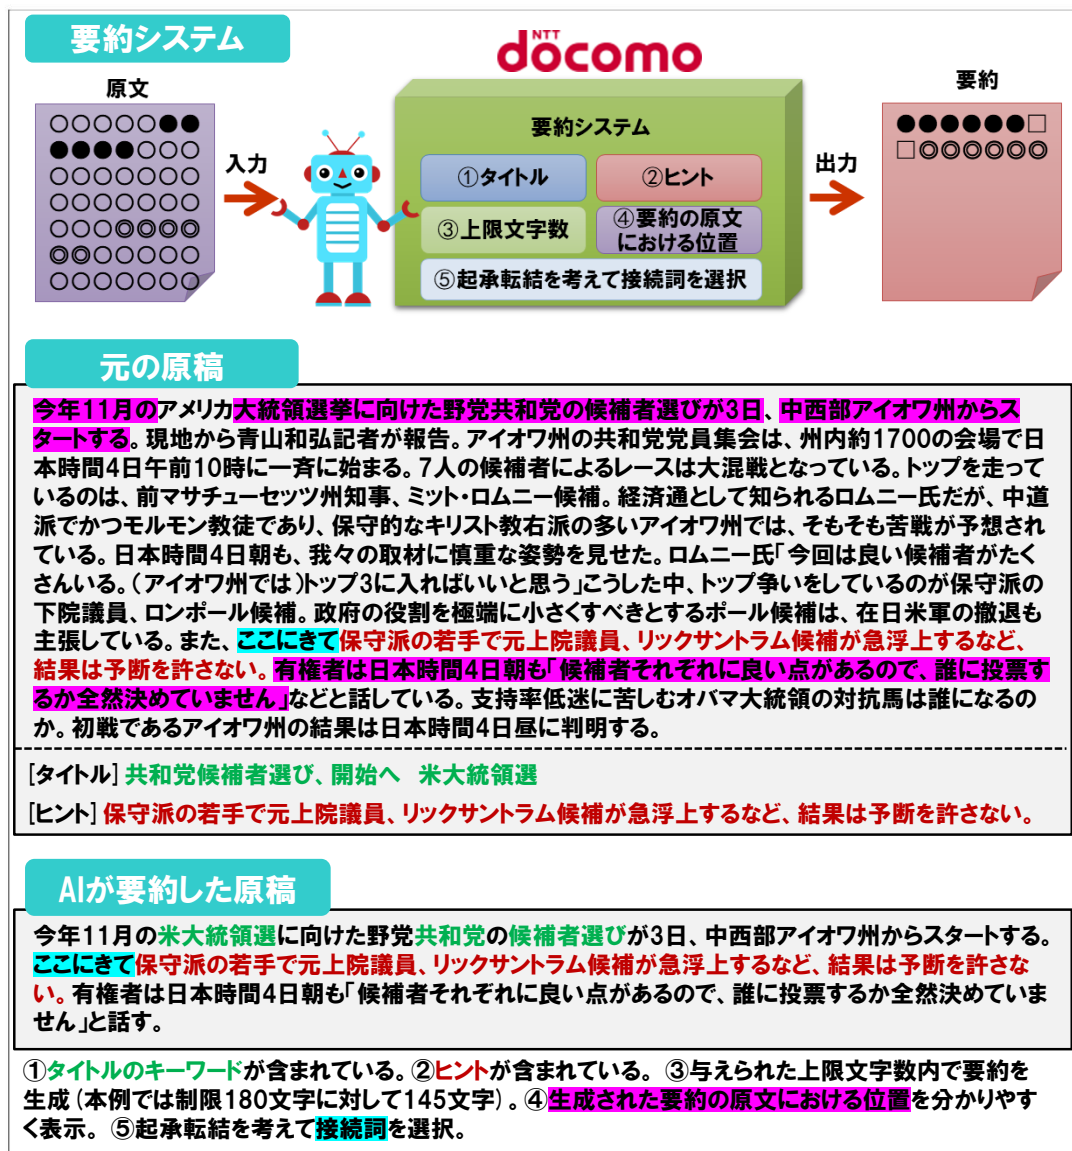 要約システム
NTT
döcomo
原文
要約
○○○○○●●
●●●●○○○
○○○○○○○
○○○○○○○
○○○◎◎◎◎
◎◎○○○○○
○○○○○○○
入力
要約システム
①タイトル
②ヒント
③上限文字数
④要約の原文
における位置
⑤起承転結を考えて接続詞を選択
出力
●●●●●●□
□◎◎◎◎◎◎
元の原稿
今年11月のアメリカ大統領選挙に向けた野党共和党の候補者選びが3日、中西部アイオワ州からス
タートする。現地から青山和弘記者が報告。アイオワ州の共和党党員集会は、州内約1700の会場で日
本時間4日午前10時に一斉に始まる。7人の候補者によるレースは大混戦となっている。トップを走って
いるのは、前マサチューセッツ州知事、ミット・ロムニー候補。経済通として知られるロムニー氏だが、中道
派でかつモルモン教徒であり、保守的なキリスト教右派の多いアイオワ州では、そもそも苦戦が予想され
ている。日本時間4日朝も、我々の取材に慎重な姿勢を見せた。ロムニー氏「今回は良い候補者がたく
さんいる。(アイオワ州では)トップ3に入ればいいと思う」こうした中、トップ争いをしているのが保守派の
下院議員、ロンポール候補。政府の役割を極端に小さくすべきとするポール候補は、在日米軍の撤退も
主張している。また、ここにきて保守派の若手で元上院議員、リックサントラム候補が急浮上するなど、
結果は予断を許さない。有権者は日本時間4日朝も「候補者それぞれに良い点があるので、誰に投票す
るか全然決めていません」などと話している。支持率低迷に苦しむオバマ大統領の対抗馬は誰になるの
か。初戦であるアイオワ州の結果は日本時間4日昼に判明する。
[タイトル] 共和党候補者選び、開始へ 米大統領選
[ヒント] 保守派の若手で元上院議員、リックサントラム候補が急浮上するなど、結果は予断を許さない。
AIが要約した原稿
今年11月の米大統領選に向けた野党共和党の候補者選びが3日、中西部アイオワ州からスタートする。
ここにきて保守派の若手で元上院議員、リックサントラム候補が急浮上するなど、結果は予断を許さな
い。有権者は日本時間4日朝も「候補者それぞれに良い点があるので、誰に投票するか全然決めていま
せん」と話す。
①タイトルのキーワードが含まれている。②ヒントが含まれている。 ③与えられた上限文字数内で要約を
生成(本例では制限180文字に対して145文字)。④生成された要約の原文における位置を分かりやす
く表示。 ⑤起承転結を考えて接続詞を選択。